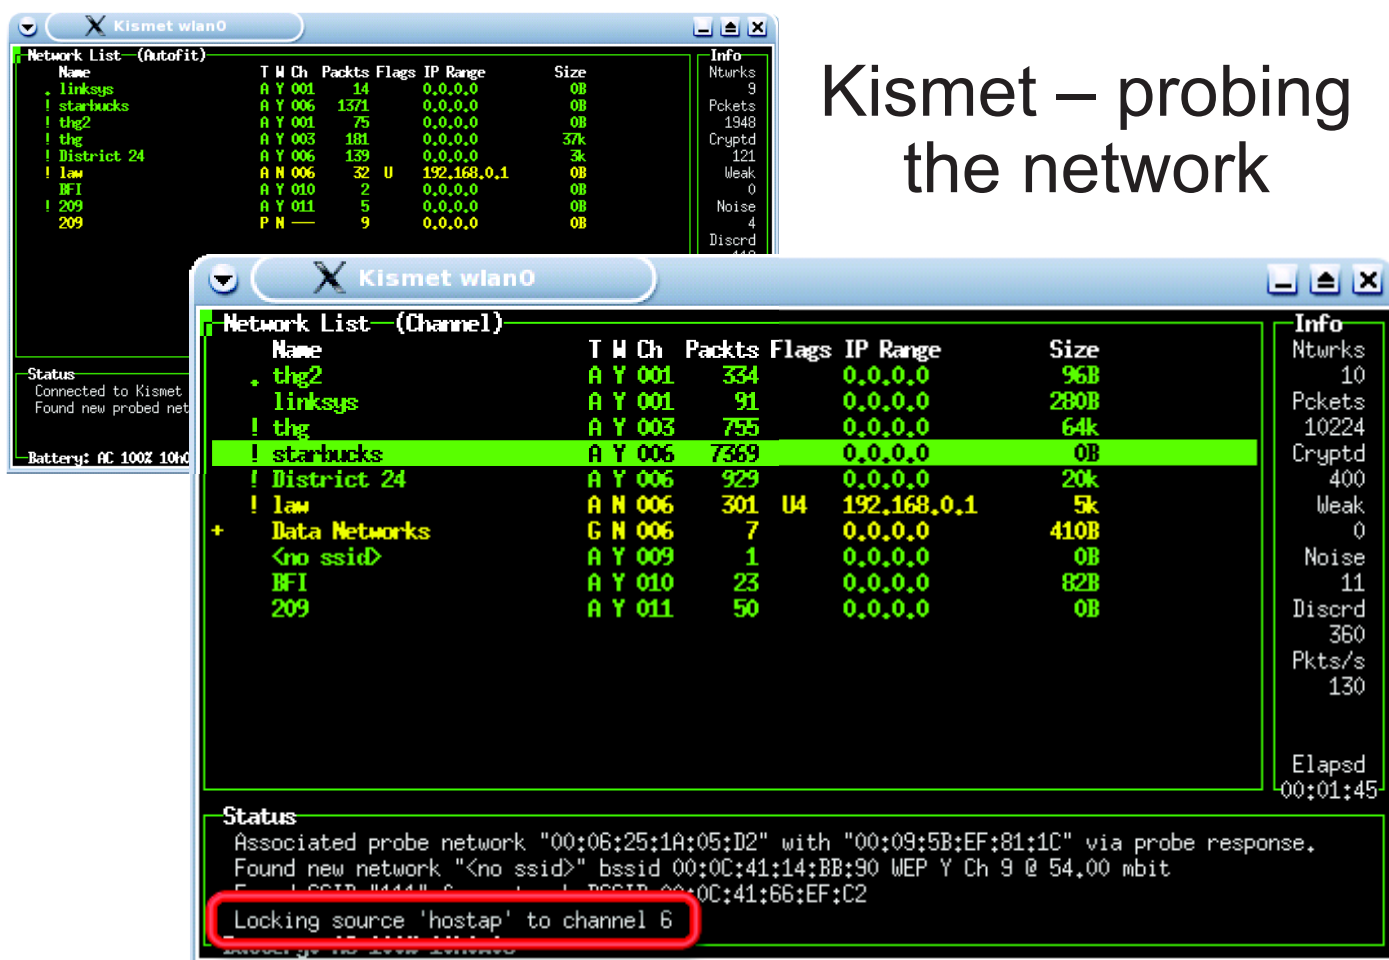 Kismet wlan0
Network List—(Autofit)
Name T W Ch Packts Flags IP Range Size
. linksys A Y 001 14 0.0.0.0 0B
! starbucks A Y 006 1371 0.0.0.0 0B
! thg2 A Y 001 75 0.0.0.0 0B
! thg A Y 003 181 0.0.0.0 37k
! District 24 A Y 006 139 0.0.0.0 3k
! law A N 006 32 U 192.168.0.1 0B
BFI A Y 010 2 0.0.0.0 0B
! 209 A Y 011 5 0.0.0.0 0B
209 P N --- 9 0.0.0.0 0B
Info
Ntwrks
9
Pckets
1948
Cryptd
121
Weak
0
Noise
4
Discrd
Status
Connected to Kismet
Found new probed net
Battery: AC 100% 10h0
Kismet – probing
the network
Kismet wlan0
Network List—(Channel)
Name T W Ch Packts Flags IP Range Size
. thg2 A Y 001 334 0.0.0.0 96B
linksys A Y 001 91 0.0.0.0 280B
! thg A Y 003 755 0.0.0.0 64k
! starbucks A Y 006 7369 0.0.0.0 0B
! District 24 A Y 006 929 0.0.0.0 20k
! law A N 006 301 U4 192.168.0.1 5k
+ Data Networks G N 006 7 0.0.0.0 410B
<no ssid> A Y 009 1 0.0.0.0 0B
BFI A Y 010 23 0.0.0.0 82B
209 A Y 011 50 0.0.0.0 0B
Info
Ntwrks
10
Pckets
10224
Cryptd
400
Weak
0
Noise
11
Discrd
360
Pkts/s
130
Elapsd
00:01:45
Status
Associated probe network "00:06:25:1A:05:D2" with "00:09:5B:EF:81:1C" via probe response.
Found new network "<no ssid>" bssid 00:0C:41:14:BB:90 WEP Y Ch 9 @ 54.00 mbit
BSSID 00:0C:41:66:EF:C2
Locking source 'hostap' to channel 6